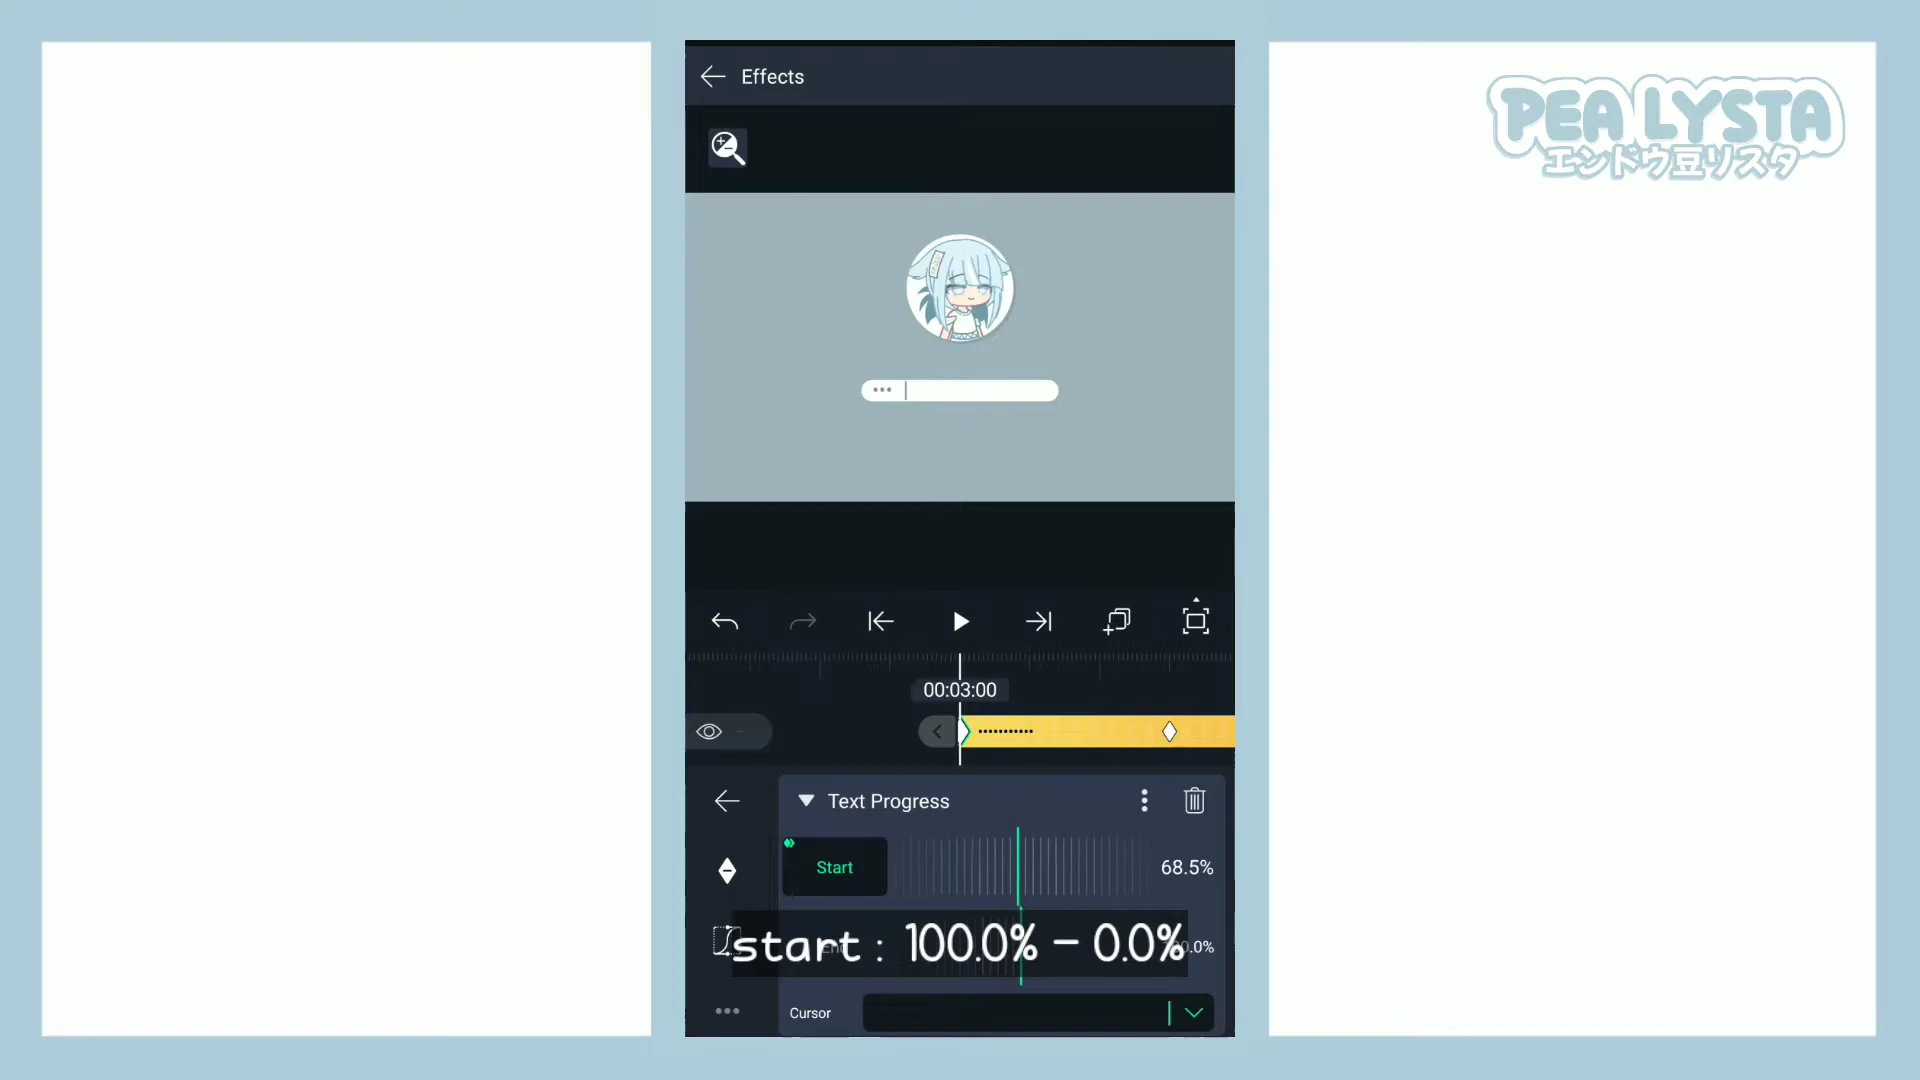 Effects
PEA LYSTA
エンドウ豆リスタ
00:03:00
Text Progress
Start
68.5%
start : 100.0% – 0.0%
Cursor